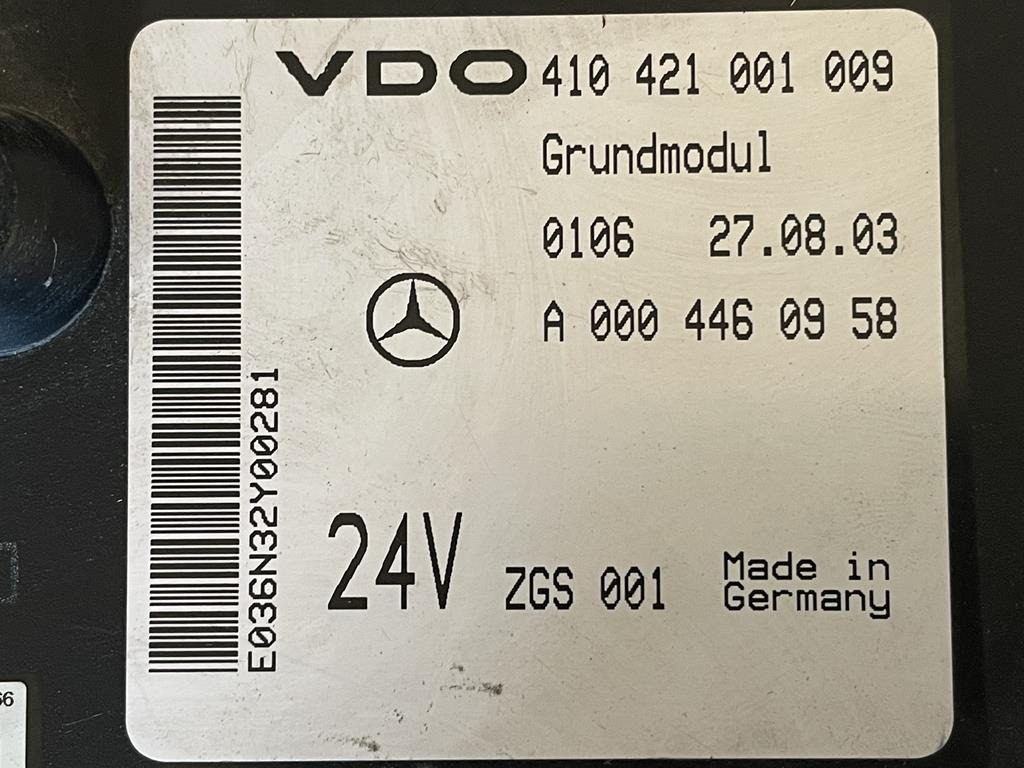 VDO 410 421 001 009
Grundmodul
0106 27.08.03
A 000 446 09 58
E036N32Y00281
24V ZGS 001 Made in
Germany
66